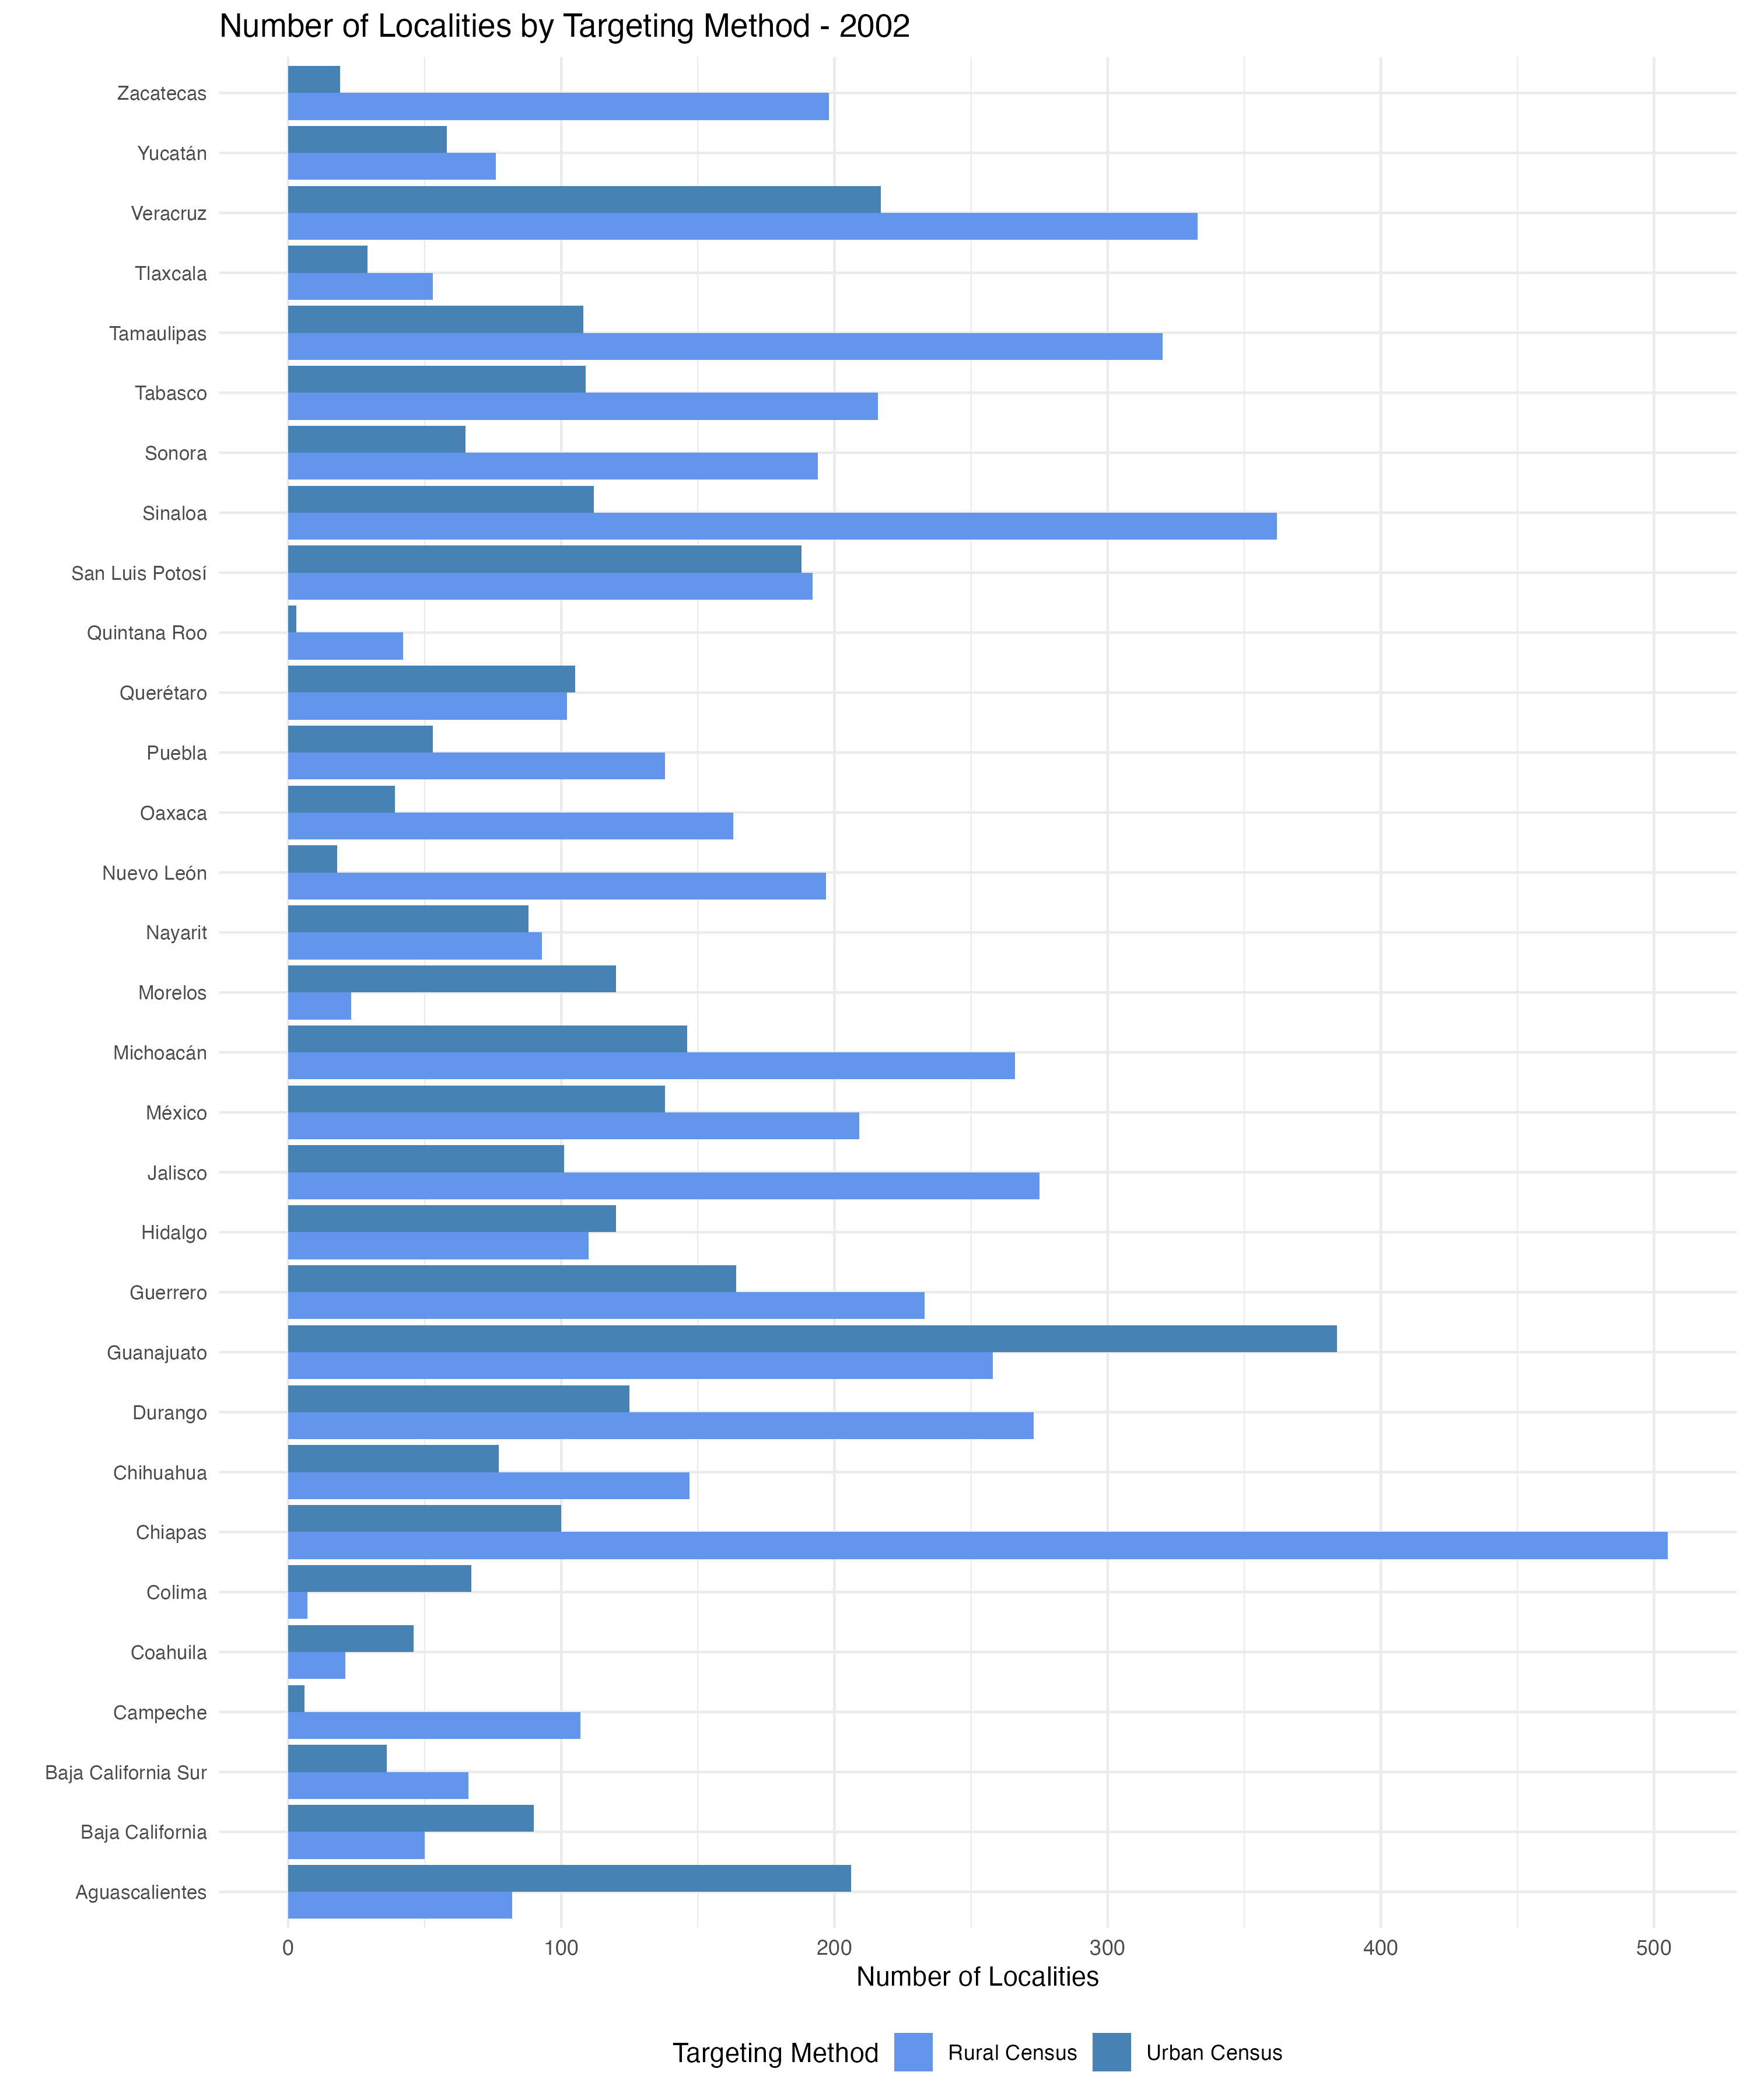 Number of Localities by Targeting Method - 2002
Zacatecas
Yucatán
Veracruz
Tlaxcala
Tamaulipas
Tabasco
Sonora
Sinaloa
San Luis Potosí
Quintana Roo
Querétaro
Puebla
Oaxaca
Nuevo León
Nayarit
Morelos
Michoacán
México
Jalisco
Hidalgo
Guerrero
Guanajuato
Durango
Chihuahua
Chiapas
Colima
Coahuila
Campeche
Baja California Sur
Baja California
Aguascalientes
0 100 200 300 400 500
Number of Localities
Targeting Method Rural Census Urban Census